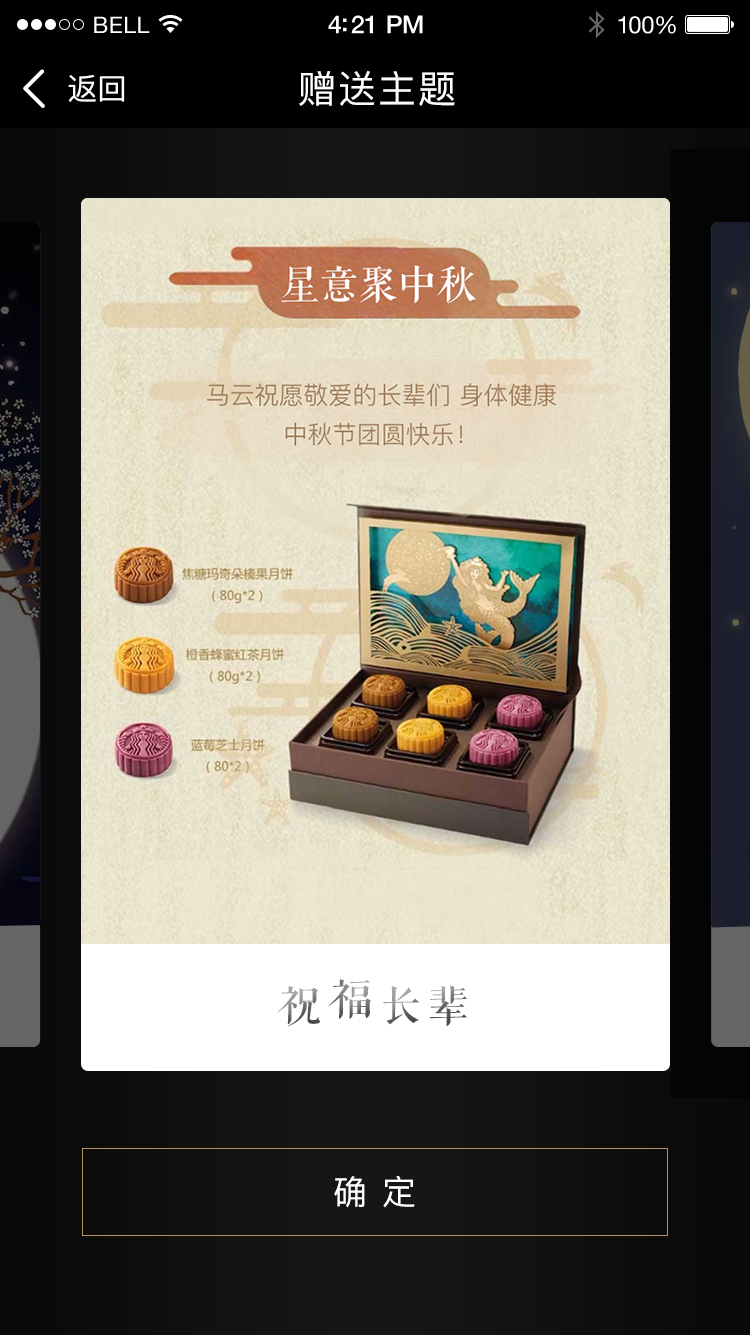 BELL 4:21 PM 100%
返回 赠送主题
星意聚中秋
马云祝愿敬爱的长辈们 身体健康
中秋节团圆快乐！
焦糖玛奇朵榛果月饼
（80g*2）
橙香蜂蜜红茶月饼
（80g*2）
蓝莓芝士月饼
（80*2）
祝福长辈
确 定